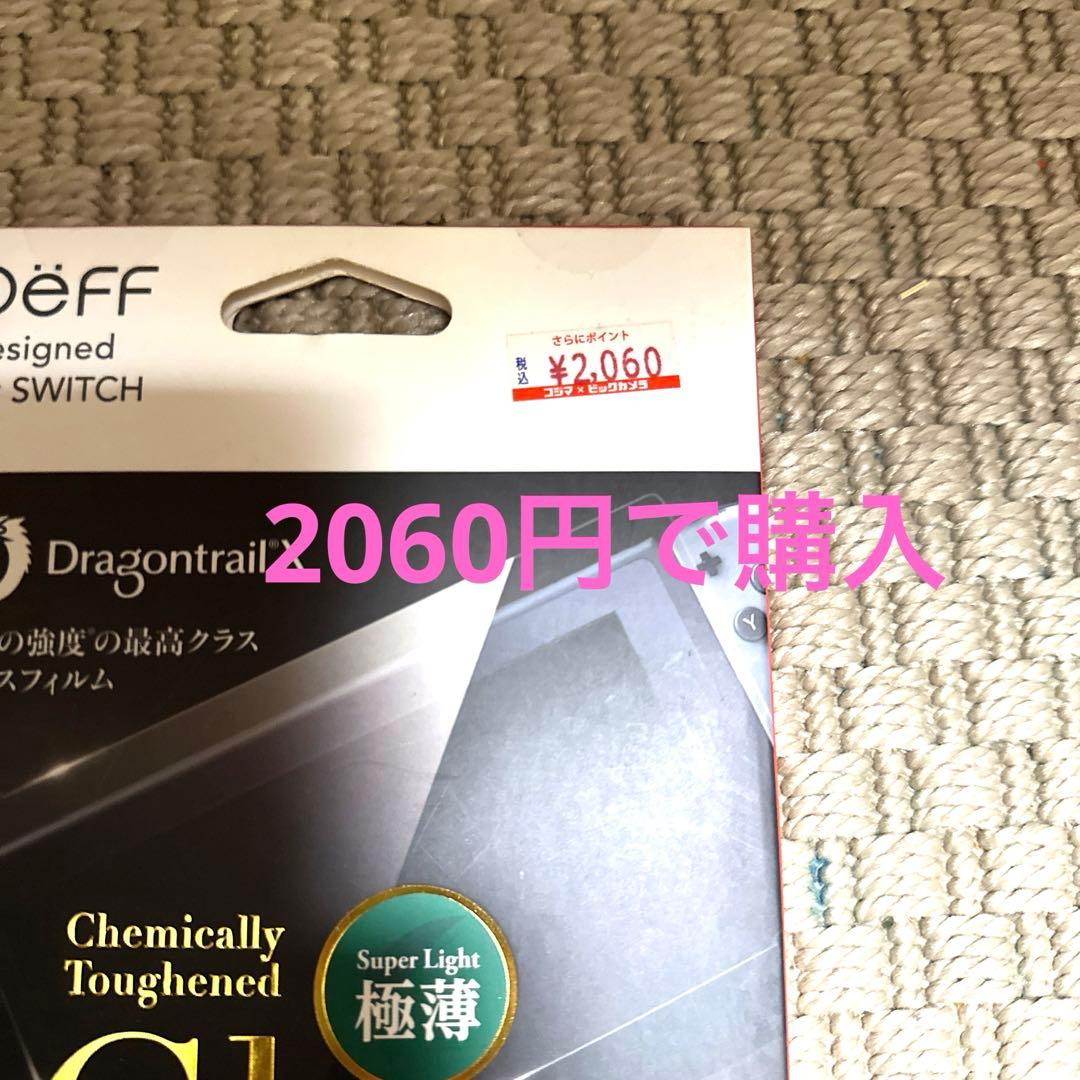 DëFF
esigned
SWITCH
さらにポイント
税込
¥2,060
コジマ×ビックカメラ
Dragontrail®X
2060円で購入
の強度の最高クラス
スフィルム
Y
Chemically
Toughened
Super Light
極薄